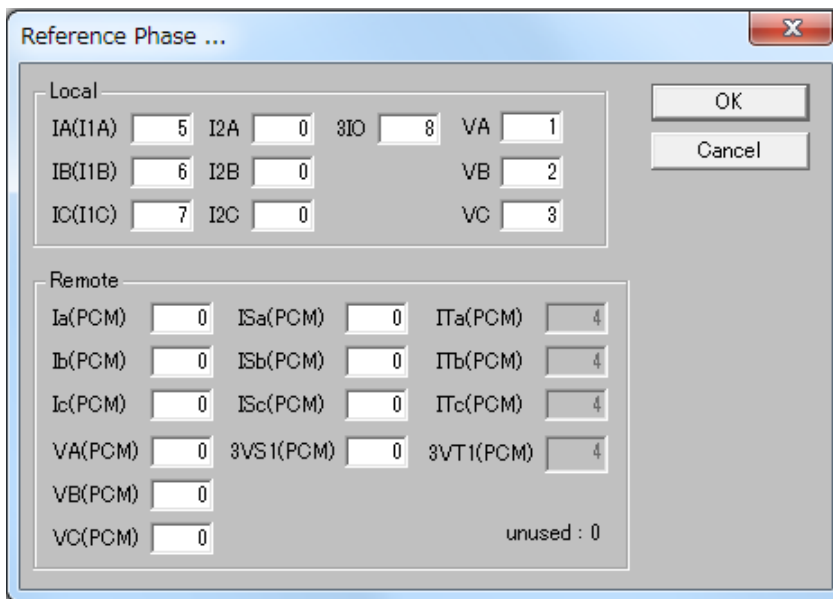 Reference Phase ...
Local
OK
IA(I1A) 5 I2A 0 3IO 8 VA 1
Cancel
IB(I1B) 6 I2B 0 VB 2
IC(I1C) 7 I2C 0 VC 3
Remote
Ia(PCM) 0 ISa(PCM) 0 ITa(PCM) 4
Ib(PCM) 0 ISb(PCM) 0 ITb(PCM) 4
Ic(PCM) 0 ISc(PCM) 0 ITc(PCM) 4
VA(PCM) 0 3VS1(PCM) 0 3VT1(PCM) 4
VB(PCM) 0
VC(PCM) 0 unused : 0